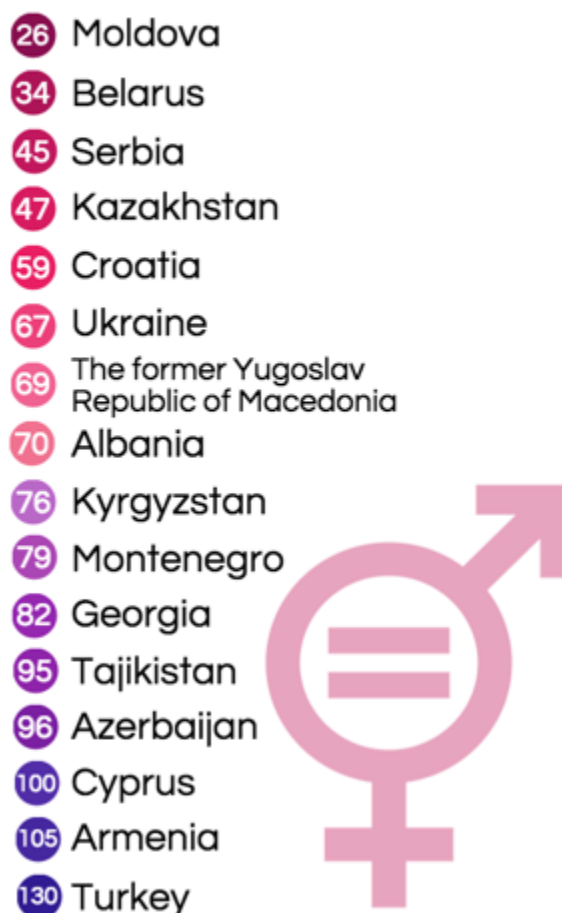 26 Moldova
34 Belarus
45 Serbia
47 Kazakhstan
59 Croatia
67 Ukraine
69 The former Yugoslav
Republic of Macedonia
70 Albania
76 Kyrgyzstan
79 Montenegro
82 Georgia
95 Tajikistan
96 Azerbaijan
100 Cyprus
105 Armenia
130 Turkey